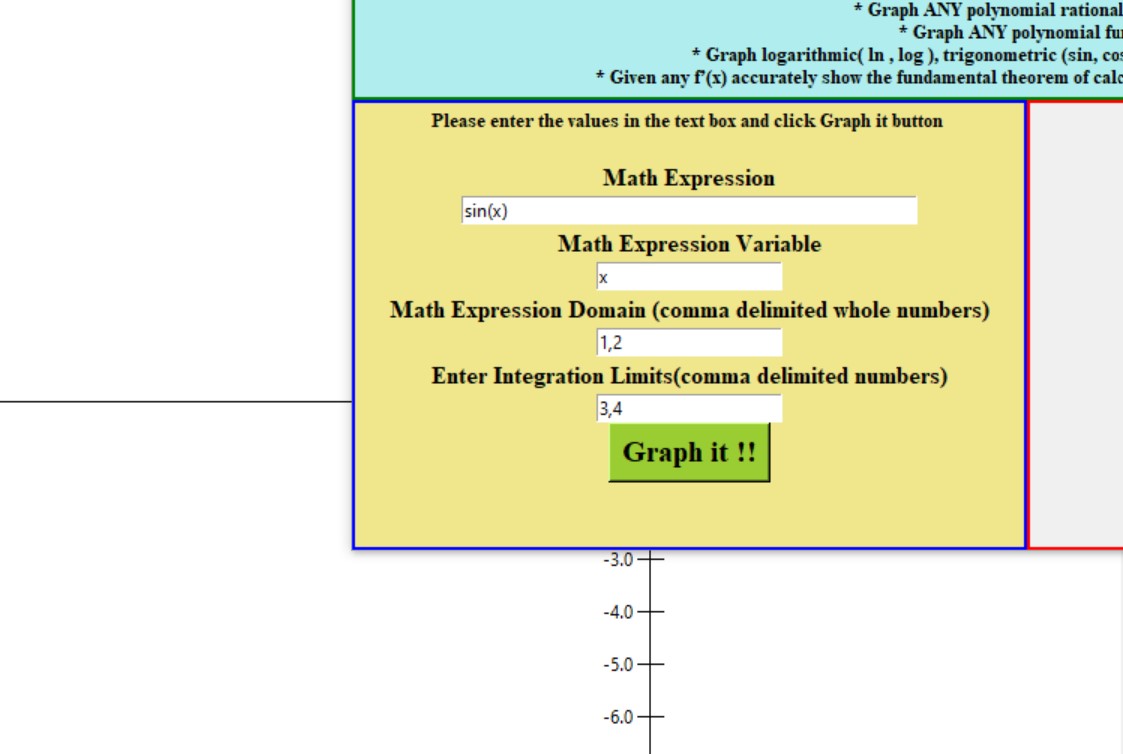 * Graph ANY polynomial rational
* Graph ANY polynomial
* Graph logarithmic( ln , log ), trigonometric (sin,
* Given any f'(x) accurately show the fundamental theorem of
Please enter the values in the text box and click Graph it button
Math Expression
sin(x)
Math Expression Variable
x
Math Expression Domain (comma delimited whole numbers)
1,2
Enter Integration Limits(comma delimited numbers)
3,4
Graph it !!
-3.0
-4.0
-5.0
-6.0